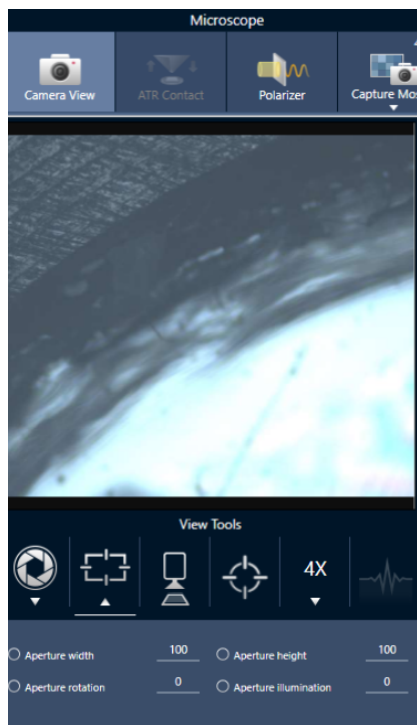 Microscope
Camera View
ATR Contact
Polarizer
Capture Mos
View Tools
4X
Aperture width 100
Aperture height 100
Aperture rotation 0
Aperture illumination 0